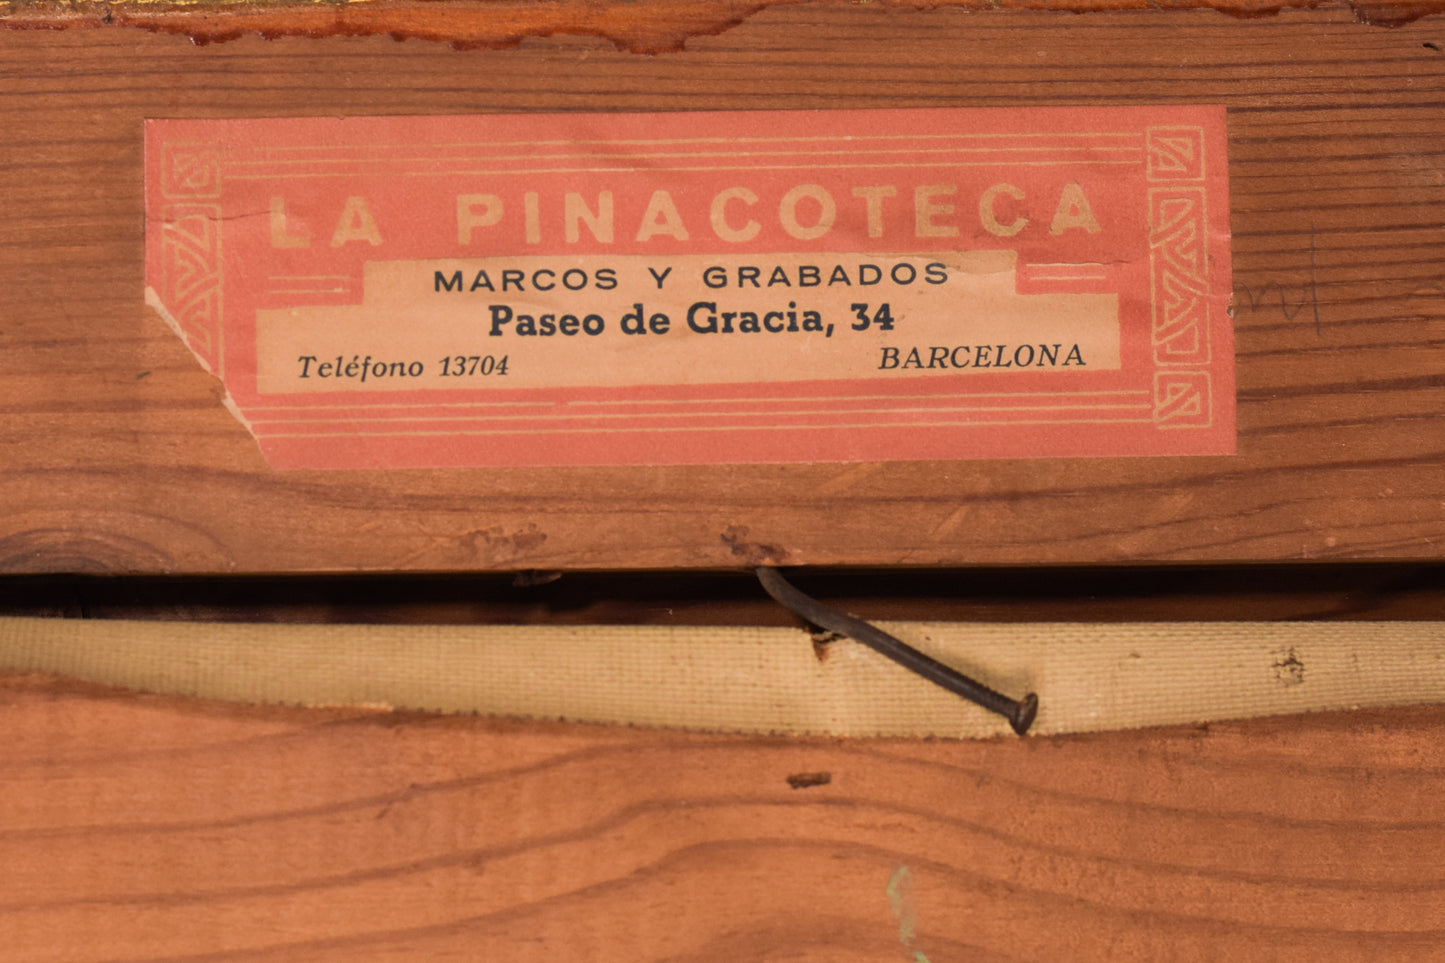 LA PINACOTECA
MARCOS Y GRABADOS
Paseo de Gracia, 34
Teléfono 13704 BARCELONA